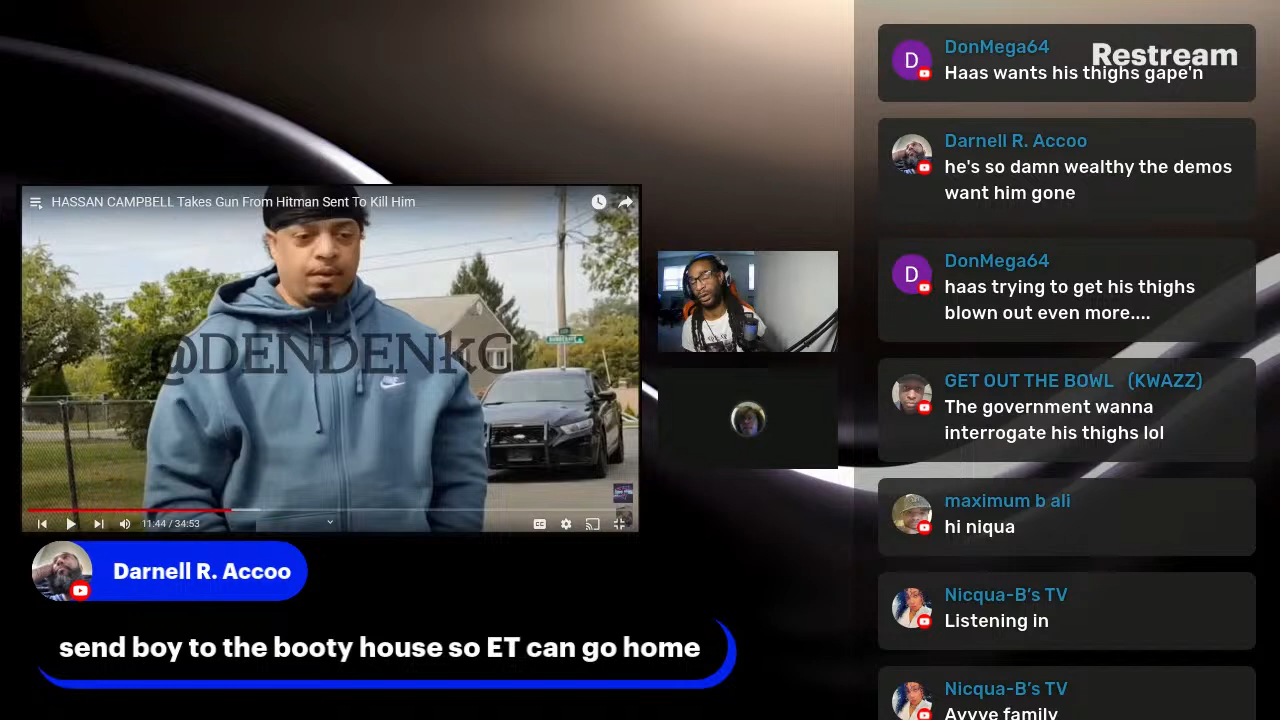 HASSAN CAMPBELL Takes Gun From Hitman Sent To Kill Him
@DENDENkG
11:44 / 34:53
CC
Darnell R. Accoo
send boy to the booty house so ET can go home
Restream
D
DonMega64
Haas wants his thighs gape'n
Darnell R. Accoo
he's so damn wealthy the demos
want him gone
D
DonMega64
haas trying to get his thighs
blown out even more....
GET OUT THE BOWL (KWAZZ)
The government wanna
interrogate his thighs lol
maximum b ali
hi niqua
Nicqua-B's TV
Listening in
Nicqua-B's TV
Ayyye family